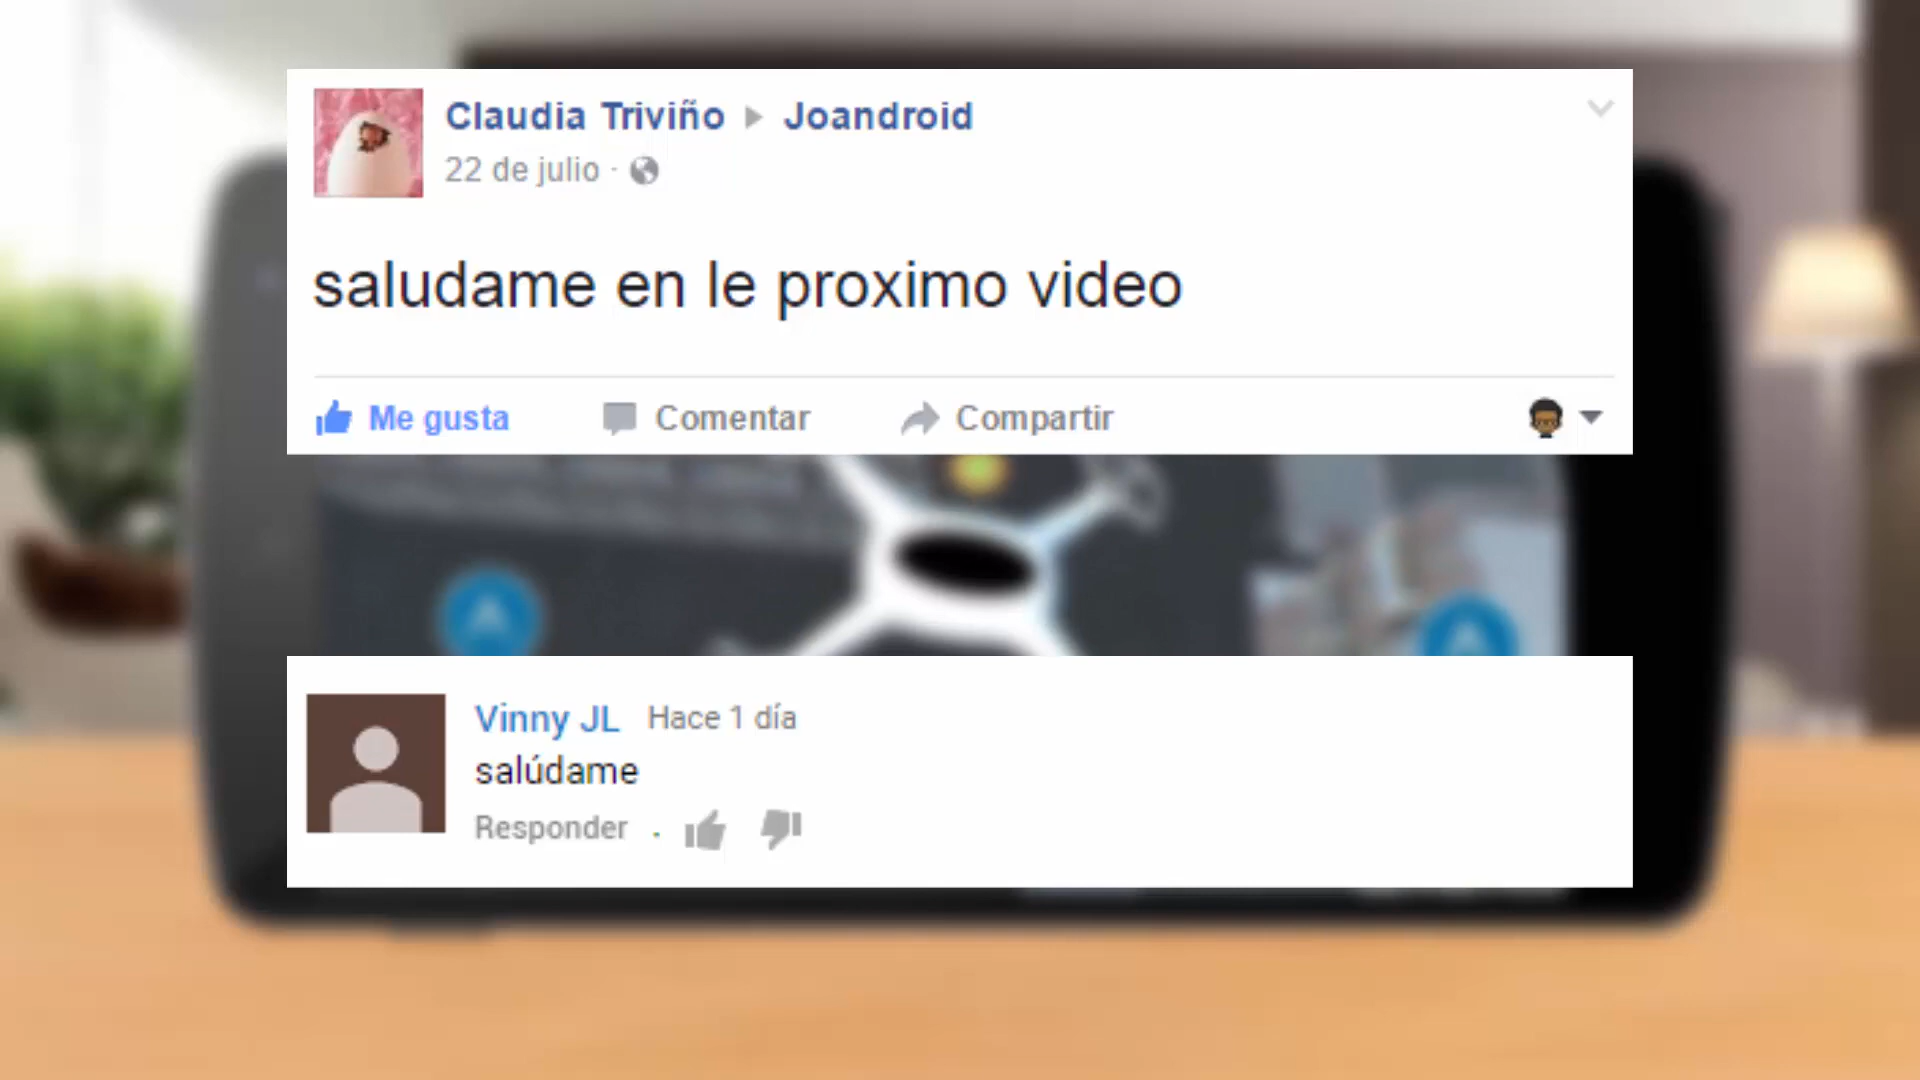 Claudia Triviño ▶ Joandroid
22 de julio ·
saludame en le proximo video
Me gusta Comentar Compartir
Vinny JL Hace 1 día
salúdame
Responder .